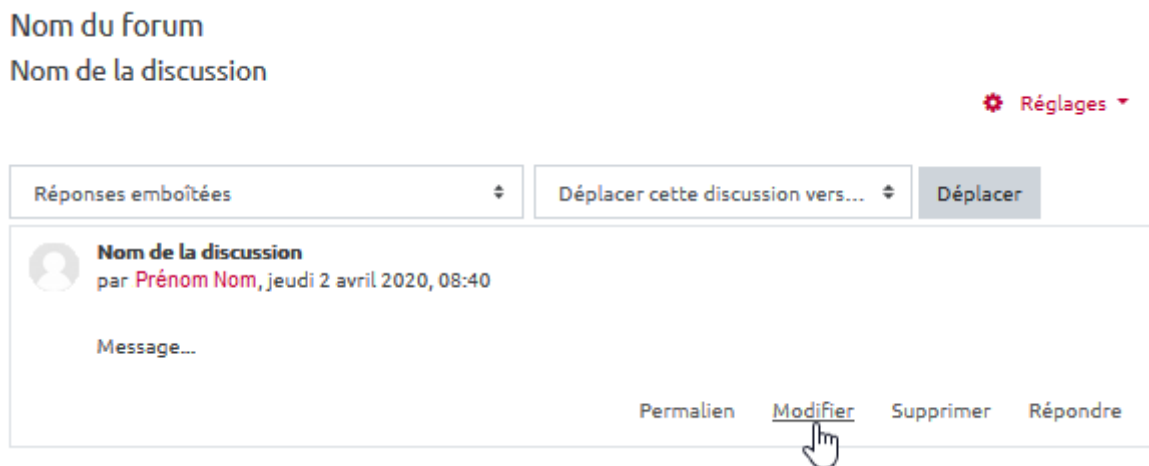 Nom du forum
Nom de la discussion
Réglages
Réponses emboîtées
Déplacer cette discussion vers...
Déplacer
Nom de la discussion
par Prénom Nom, jeudi 2 avril 2020, 08:40
Message...
Permalien Modifier Supprimer Répondre